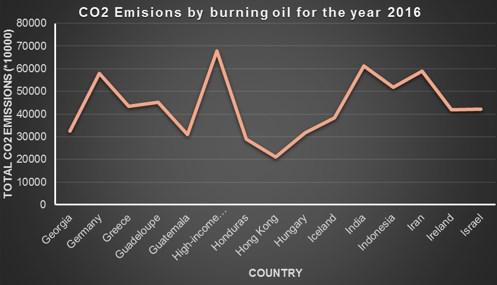 CO2 Emisions by burning oil for the year 2016
TOTAL CO2 EMISSIONS (*10000)
80000
70000
60000
50000
40000
30000
20000
10000
0
Georgia
Germany
Greece
Guadeloupe
Guatemala
High-income...
Honduras
Hong Kong
Hungary
Iceland
India
Indonesia
Iran
Ireland
Israel
COUNTRY